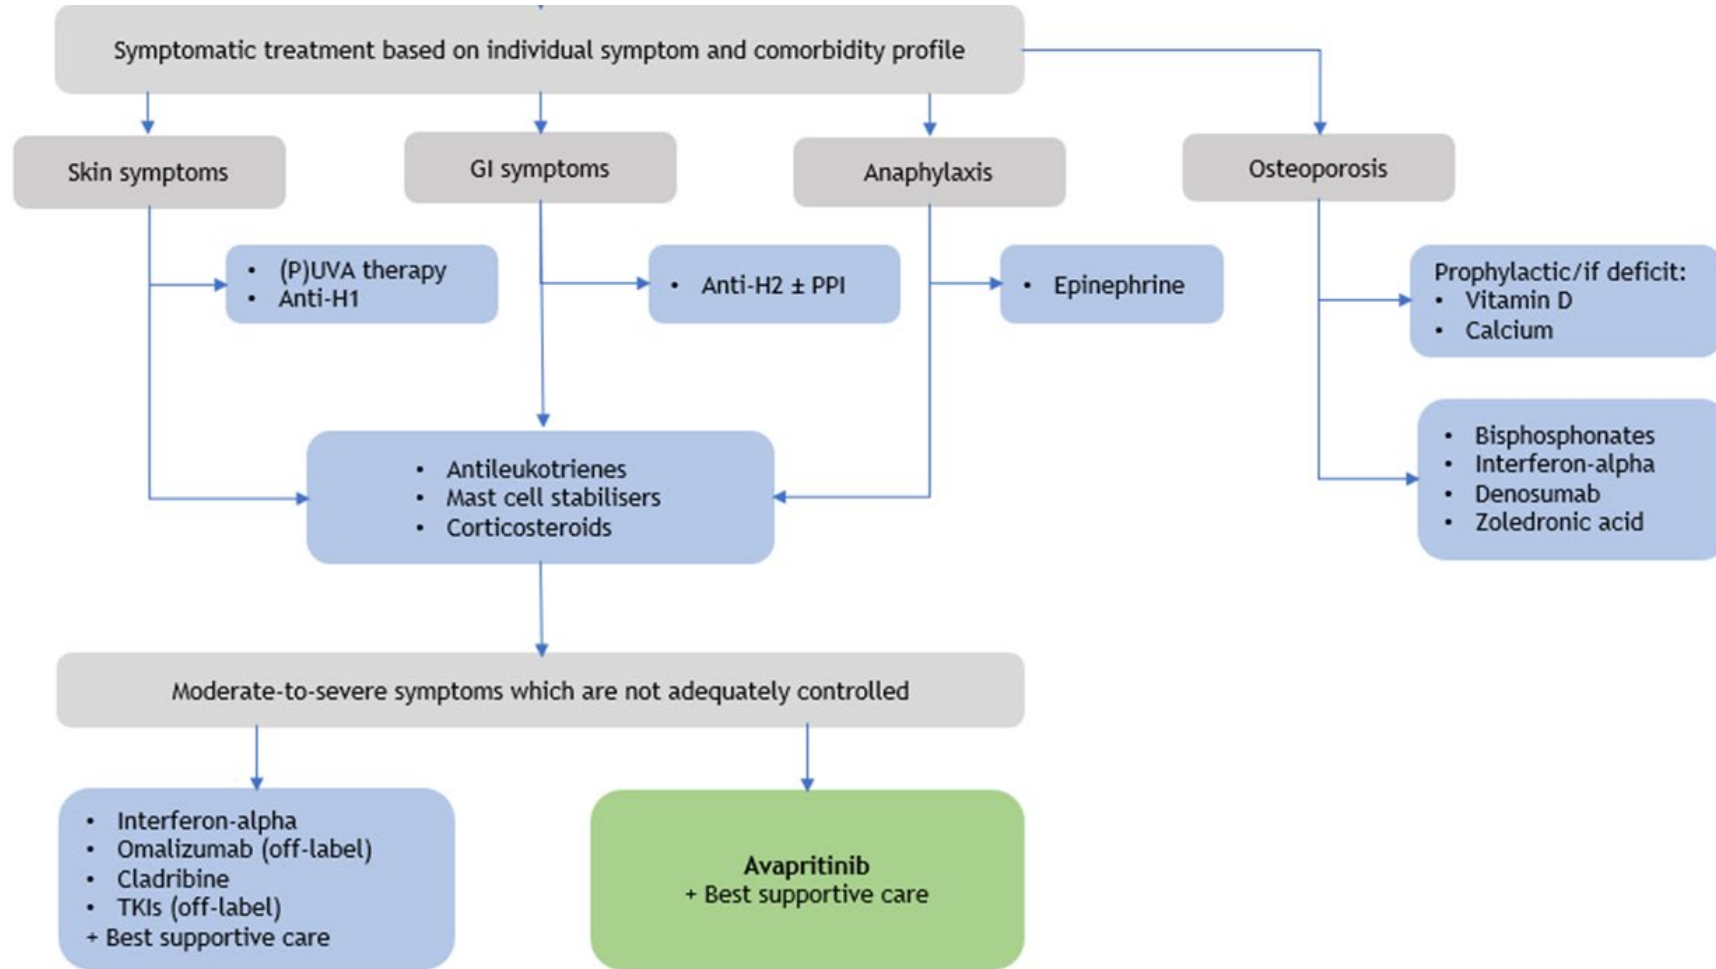 Symptomatic treatment based on individual symptom and comorbidity profile
Skin symptoms
GI symptoms
Anaphylaxis
Osteoporosis
• (P)UVA therapy
• Anti-H1
• Anti-H2 ± PPI
• Epinephrine
Prophylactic/if deficit:
• Vitamin D
• Calcium
• Antileukotrienes
• Mast cell stabilisers
• Corticosteroids
• Bisphosphonates
• Interferon-alpha
• Denosumab
• Zoledronic acid
Moderate-to-severe symptoms which are not adequately controlled
• Interferon-alpha
• Omalizumab (off-label)
• Cladribine
• TKIs (off-label)
+ Best supportive care
Avapritinib
+ Best supportive care